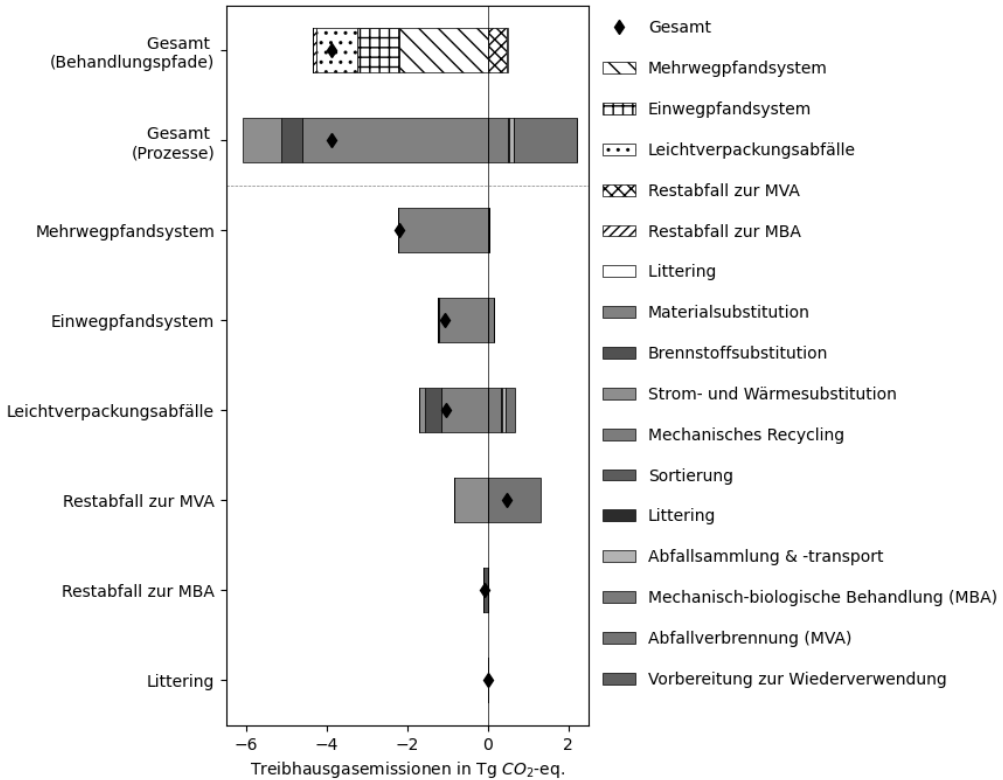 Gesamt
(Behandlungspfade)
Gesamt
(Prozesse)
Mehrwegpfandsystem
Einwegpfandsystem
Leichtverpackungsabfälle
Restabfall zur MVA
Restabfall zur MBA
Littering
−6 −4 −2 0 2
Treibhausgasemissionen in Tg CO₂-eq.
Gesamt
Mehrwegpfandsystem
Einwegpfandsystem
Leichtverpackungsabfälle
Restabfall zur MVA
Restabfall zur MBA
Littering
Materialsubstitution
Brennstoffsubstitution
Strom- und Wärmesubstitution
Mechanisches Recycling
Sortierung
Littering
Abfallsammlung & -transport
Mechanisch-biologische Behandlung (MBA)
Abfallverbrennung (MVA)
Vorbereitung zur Wiederverwendung